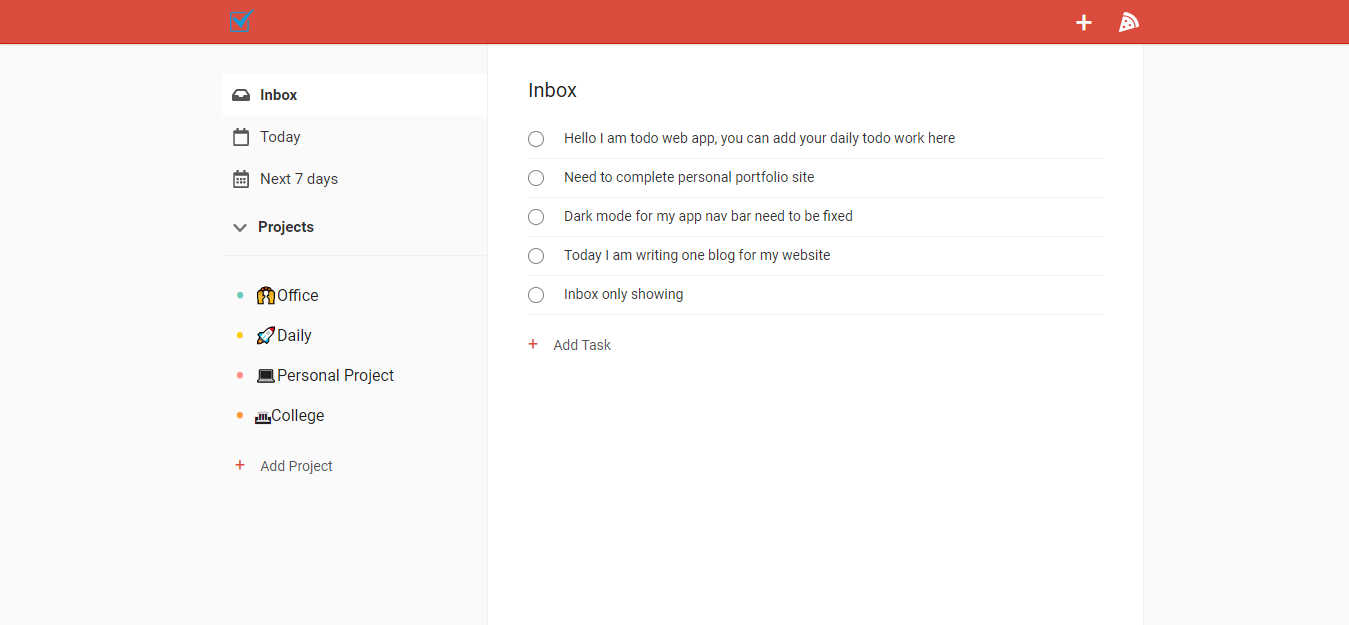 Inbox
Today
Next 7 days
Projects
Office
Daily
Personal Project
College
+ Add Project
Inbox
Hello I am todo web app, you can add your daily todo work here
Need to complete personal portfolio site
Dark mode for my app nav bar need to be fixed
Today I am writing one blog for my website
Inbox only showing
+ Add Task